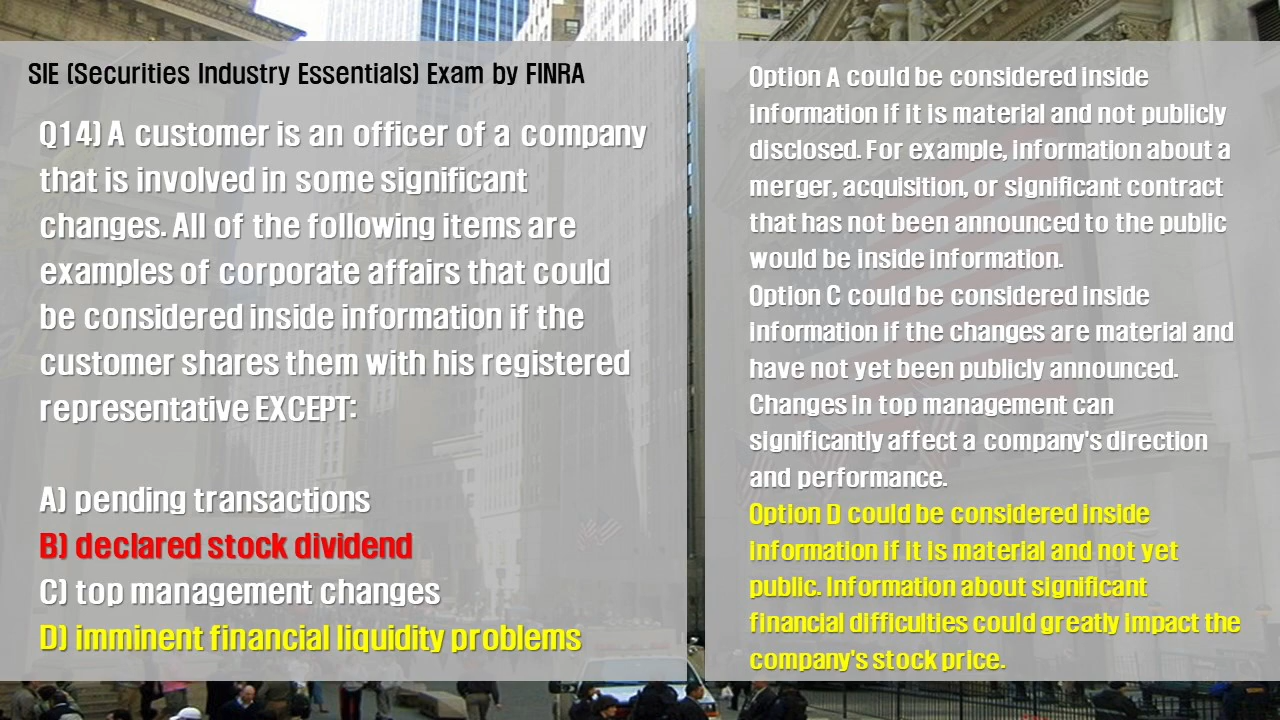 SIE (Securities Industry Essentials) Exam by FINRA
Q14) A customer is an officer of a company
that is involved in some significant
changes. All of the following items are
examples of corporate affairs that could
be considered inside information if the
customer shares them with his registered
representative EXCEPT:
A) pending transactions
B) declared stock dividend
C) top management changes
D) imminent financial liquidity problems
Option A could be considered inside
information if it is material and not publicly
disclosed. For example, information about a
merger, acquisition, or significant contract
that has not been announced to the public
would be inside information.
Option C could be considered inside
information if the changes are material and
have not yet been publicly announced.
Changes in top management can
significantly affect a company's direction
and performance.
Option D could be considered inside
information if it is material and not yet
public. Information about significant
financial difficulties could greatly impact the
company's stock price.